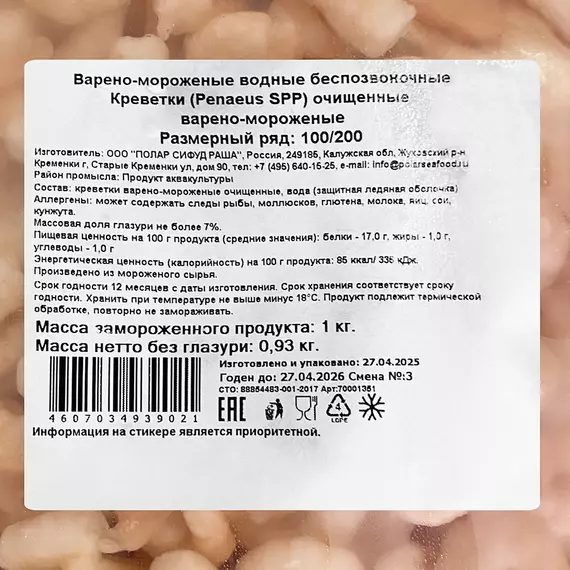 Варено-мороженые водные беспозвоночные
Креветки (Penaeus SPP) очищенные
варено-мороженые
Размерный ряд: 100/200
Изготовитель: ООО "ПОЛАР СИФУД РАША", Россия, 249185, Калужская обл, Жуковский р-н
Кременки г, Старые Кременки ул, дом 90, тел: +7 (495) 640-15-25, e-mail: info@polarseafood.ru
Район промысла: Продукт аквакультуры
Состав: креветки варено-мороженые очищенные, вода (защитная ледяная оболочка)
Аллергены: может содержать следы рыбы, моллюсков, глютена, молока, яиц, сои,
кунжута.
Массовая доля глазури не более 7%.
Пищевая ценность на 100 г продукта (средние значения): белки - 17,0 г, жиры - 1,0 г,
углеводы - 1,0 г
Энергетическая ценность (калорийность) на 100 г продукта: 85 ккал/ 335 кДж.
Произведено из мороженого сырья.
Срок годности 12 месяцев с даты изготовления. Срок хранения соответствует сроку
годности. Хранить при температуре не выше минус 18°С. Продукт подлежит термической
обработке, повторно не замораживать.
Масса замороженного продукта: 1 кг.
Масса нетто без глазури: 0,93 кг.
Изготовлено и упаковано: 27.04.2025
Годен до: 27.04.2026 Смена №:3
СТО: 88854483-001-2017 Арт:70001351
4607034939021
EAC
4
LDPE
Информация на стикере является приоритетной.